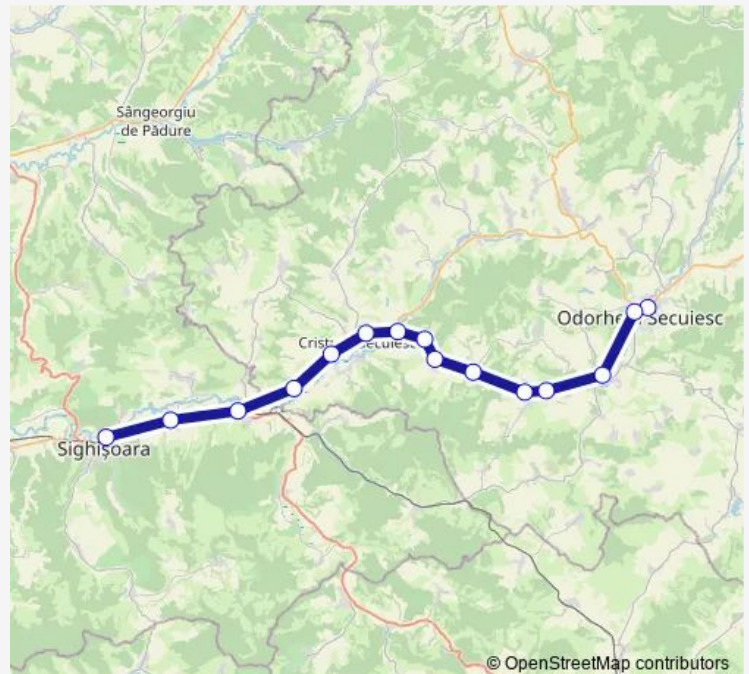 Sângeorgiu
de Pădure
Secuiesc
Sighișoara
© OpenStreetMap contributors